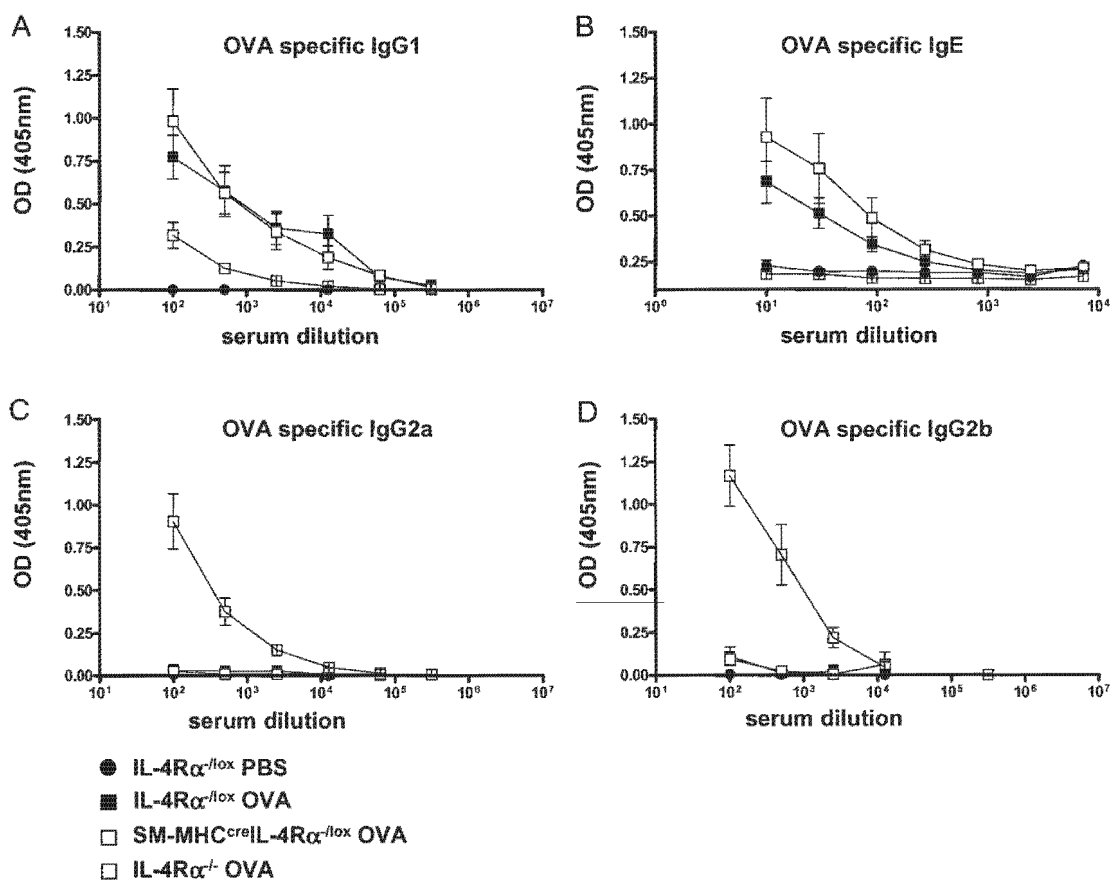 A
OVA specific IgG1
OD (405nm)
1.50
1.25
1.00
0.75
0.50
0.25
0.00
10¹ 10² 10³ 10⁴ 10⁵ 10⁶ 10⁷
serum dilution
B
OVA specific IgE
OD (405nm)
1.50
1.25
1.00
0.75
0.50
0.25
10⁰ 10¹ 10² 10³ 10⁴
serum dilution
C
OVA specific IgG2a
OD (405nm)
1.50
1.25
1.00
0.75
0.50
0.25
0.00
10¹ 10² 10³ 10⁴ 10⁵ 10⁶ 10⁷
serum dilution
D
OVA specific IgG2b
OD (405nm)
1.50
1.25
1.00
0.75
0.50
0.25
0.00
10¹ 10² 10³ 10⁴ 10⁵ 10⁶ 10⁷
serum dilution
IL-4Rα⁻/ˡᵒˣ PBS
IL-4Rα⁻/ˡᵒˣ OVA
SM-MHCᶜʳᵉIL-4Rα⁻/ˡᵒˣ OVA
IL-4Rα⁻/⁻ OVA